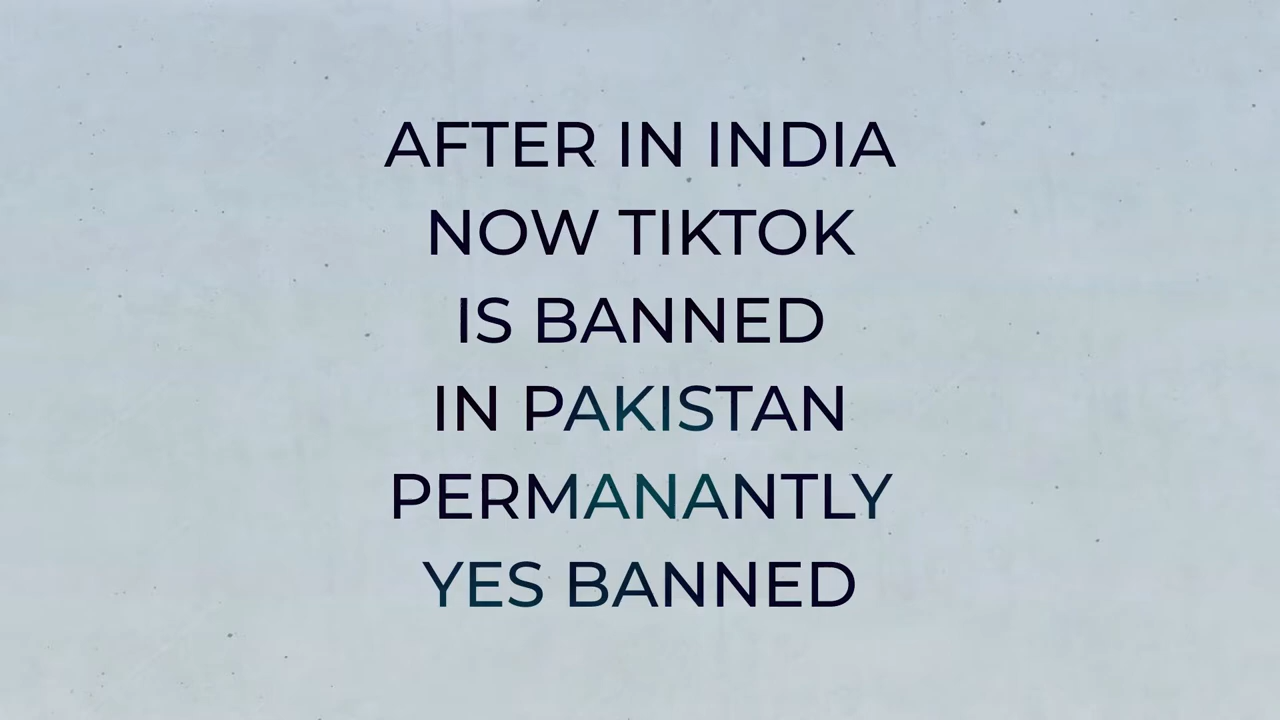 AFTER IN INDIA
NOW TIKTOK
IS BANNED
IN PAKISTAN
PERMANANTLY
YES BANNED